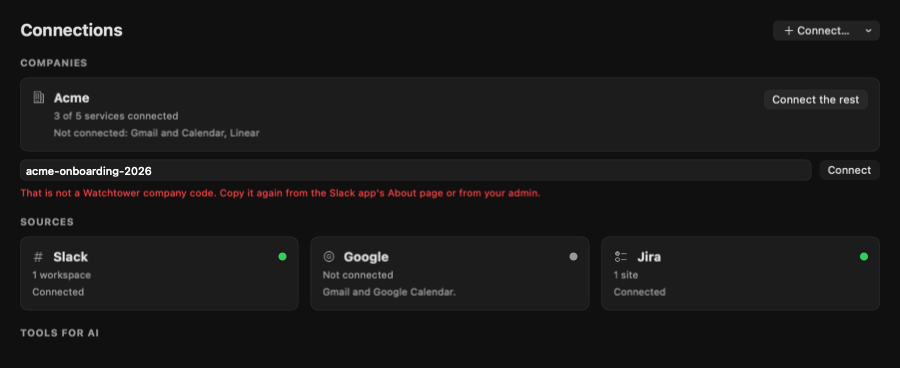 Connections
+ Connect...
COMPANIES
Acme
3 of 5 services connected
Not connected: Gmail and Calendar, Linear
Connect the rest
acme-onboarding-2026
Connect
That is not a Watchtower company code. Copy it again from the Slack app's About page or from your admin.
SOURCES
# Slack
1 workspace
Connected
Google
Not connected
Gmail and Google Calendar.
Jira
1 site
Connected
TOOLS FOR AI